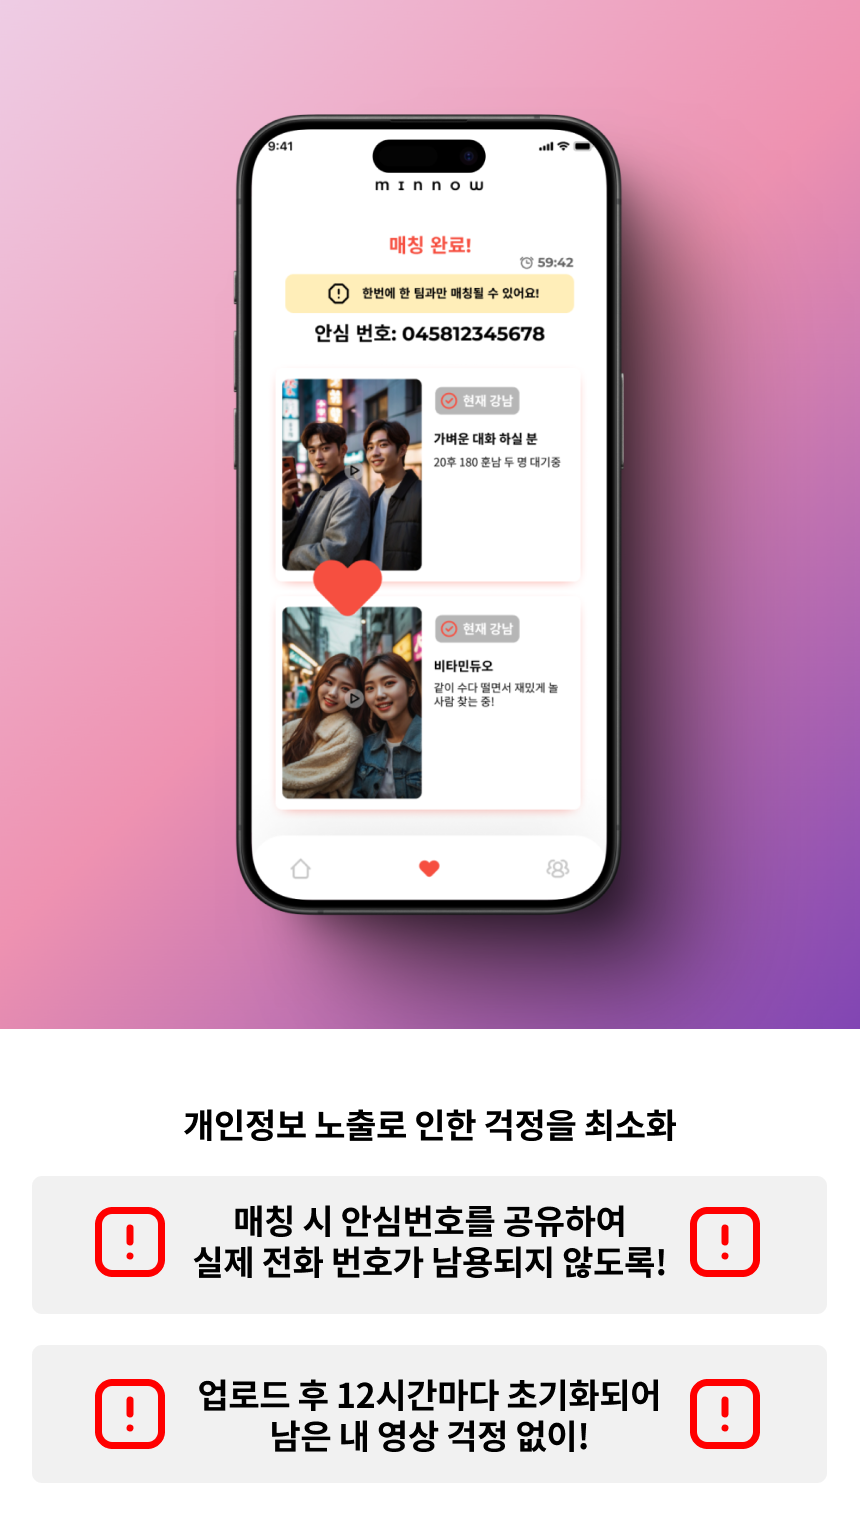 9:41
mınnow
매칭 완료!
59:42
한번에 한 팀과만 매칭될 수 있어요!
안심 번호: 045812345678
현재 강남
가벼운 대화 하실 분
20후 180 훈남 두 명 대기중
현재 강남
비타민듀오
같이 수다 떨면서 재밌게 놀
사람 찾는 중!
개인정보 노출로 인한 걱정을 최소화
매칭 시 안심번호를 공유하여
실제 전화 번호가 남용되지 않도록!
업로드 후 12시간마다 초기화되어
남은 내 영상 걱정 없이!